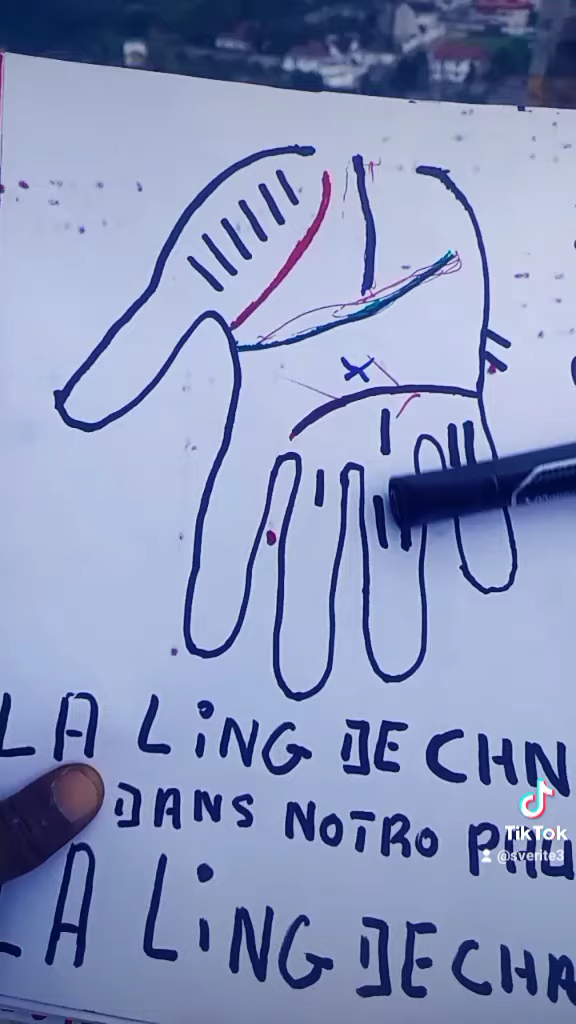 LA LiNG DE CHN
DANS NOTRO PHU
LA LiNG DE CHA
TikTok
@sverite3